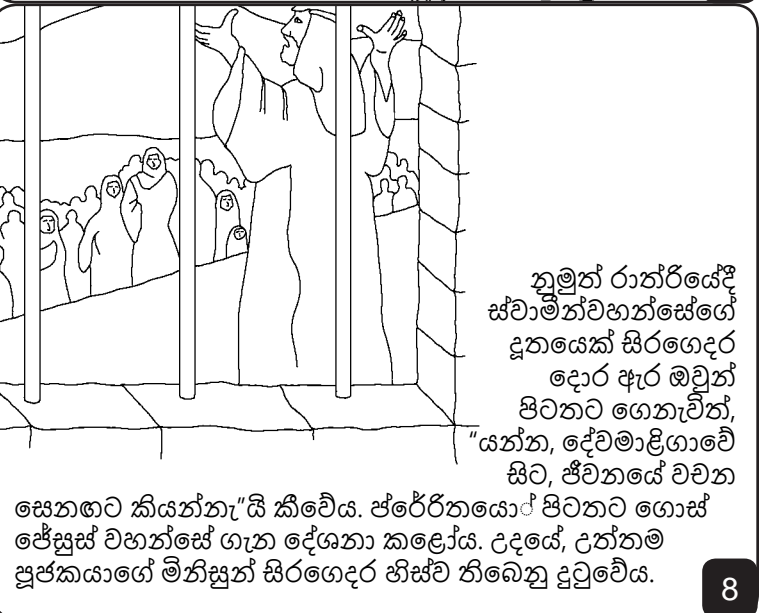 නුමුත් රාත්රියේදී
ස්වාමීන්වහන්සේගේ
දූතයෙක් සිරගෙදර
දොර ඇර ඔවුන්
පිටතට ගෙනැවිත්,
"යන්න, දේවමාළිගාවේ
සිට, ජීවනයේ වචන
සෙනඟට කියන්නැ"යි කීවේය. ප්රේරිතයෝ පිටතට ගොස්
ජේසුස් වහන්සේ ගැන දේශනා කළෝය. උදයේ, උත්තම
පූජකයාගේ මිනිසුන් සිරගෙදර හිස්ව තිබෙනු දුටුවේය.
8